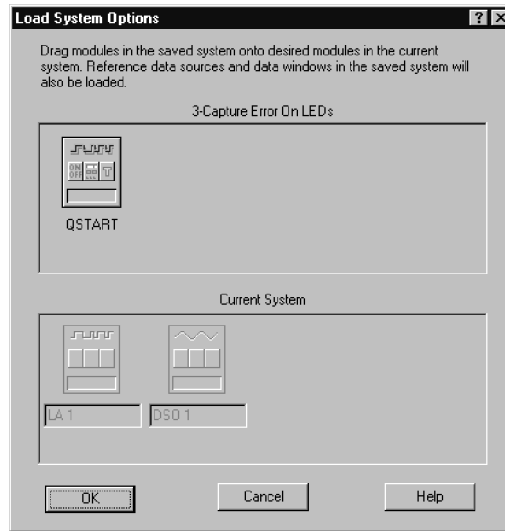 Load System Options
Drag modules in the saved system onto desired modules in the current
system. Reference data sources and data windows in the saved system will
also be loaded.
3-Capture Error On LEDs
ON
OFF
T
QSTART
Current System
LA 1
DSO 1
OK
Cancel
Help